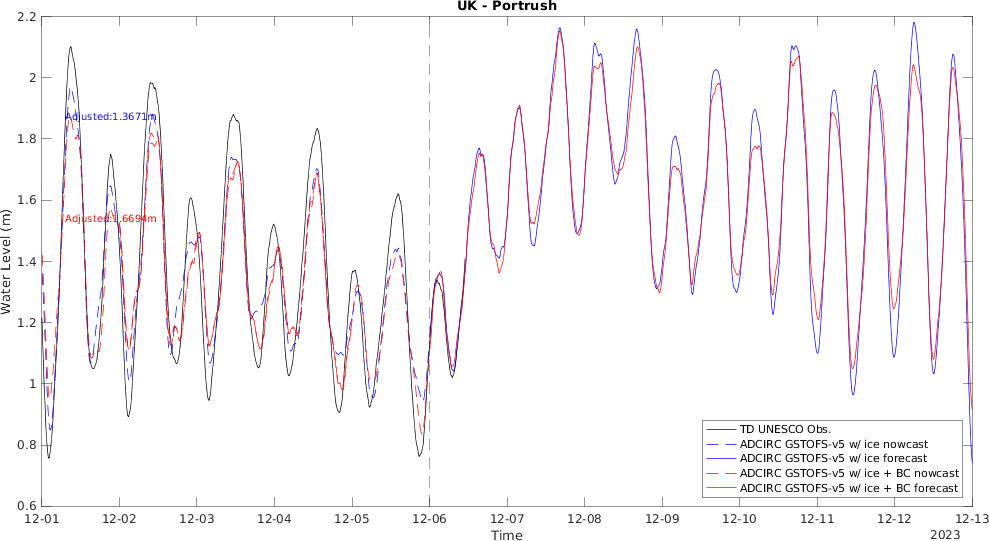 UK - Portrush
2.2
2
1.8
1.6
1.4
1.2
1
0.8
0.6
Water Level (m)
Adjusted:1.3671m
Adjusted:1.6694m
TD UNESCO Obs.
ADCIRC GSTOFS-v5 w/ ice nowcast
ADCIRC GSTOFS-v5 w/ ice forecast
ADCIRC GSTOFS-v5 w/ ice + BC nowcast
ADCIRC GSTOFS-v5 w/ ice + BC forecast
12-01 12-02 12-03 12-04 12-05 12-06 12-07 12-08 12-09 12-10 12-11 12-12 12-13
Time
2023